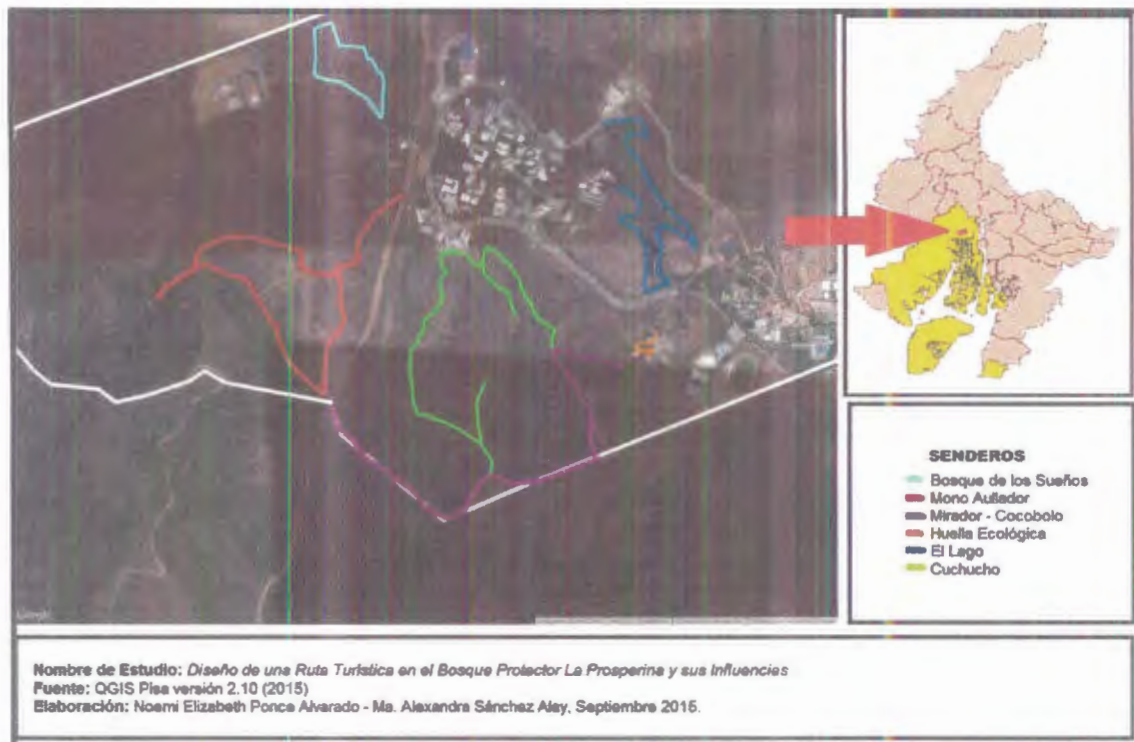 SENDEROS
Bosque de los Sueños
Mono Aullador
Mirador - Cocobolo
Huella Ecológica
El Lago
Cuchucho
Nombre de Estudio: Diseño de una Ruta Turística en el Bosque Protector La Prosperina y sus Influencias
Fuente: QGIS Pisa versión 2.10 (2015)
Elaboración: Noemi Elizabeth Ponce Alvarado - Ma. Alexandra Sánchez Alay, Septiembre 2015.